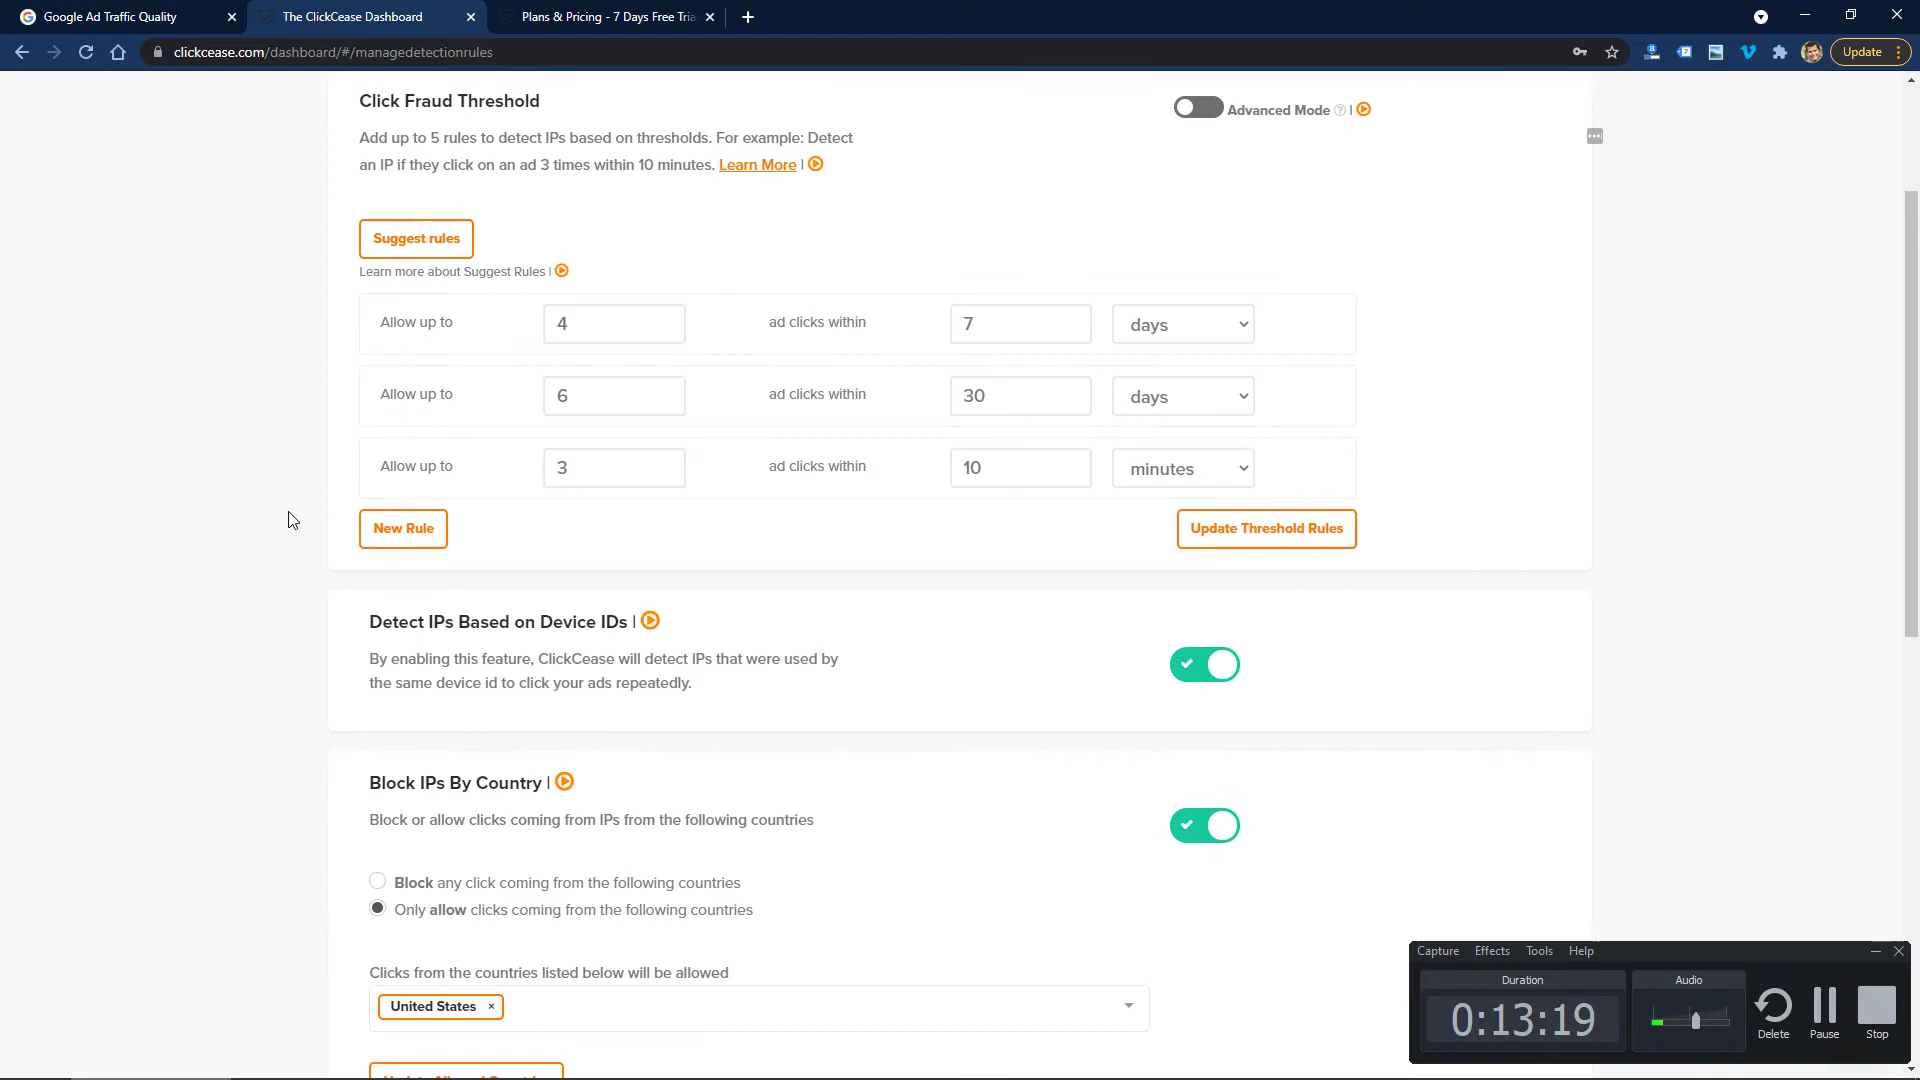 Google Ad Traffic Quality
The ClickCease Dashboard
Plans & Pricing - 7 Days Free Tria
clickcease.com/dashboard/#/managedetectionrules
Update
Click Fraud Threshold
Advanced Mode ? |
Add up to 5 rules to detect IPs based on thresholds. For example: Detect
an IP if they click on an ad 3 times within 10 minutes. Learn More |
Suggest rules
Learn more about Suggest Rules |
Allow up to 4 ad clicks within 7 days
Allow up to 6 ad clicks within 30 days
Allow up to 3 ad clicks within 10 minutes
New Rule
Update Threshold Rules
Detect IPs Based on Device IDs |
By enabling this feature, ClickCease will detect IPs that were used by
the same device id to click your ads repeatedly.
Block IPs By Country |
Block or allow clicks coming from IPs from the following countries
Block any click coming from the following countries
Only allow clicks coming from the following countries
Clicks from the countries listed below will be allowed
United States ×
Capture Effects Tools Help
Duration
Audio
0:13:19
Delete
Pause
Stop